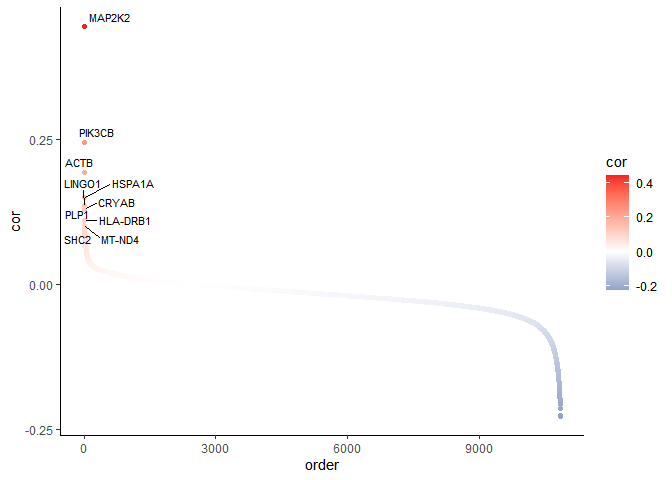 MAP2K2
PIK3CB
ACTB
LINGO1
HSPA1A
CRYAB
PLP1
HLA-DRB1
SHC2
MT-ND4
cor
0.25
0.00
-0.25
0
3000
6000
9000
order
cor
0.4
0.2
0.0
-0.2